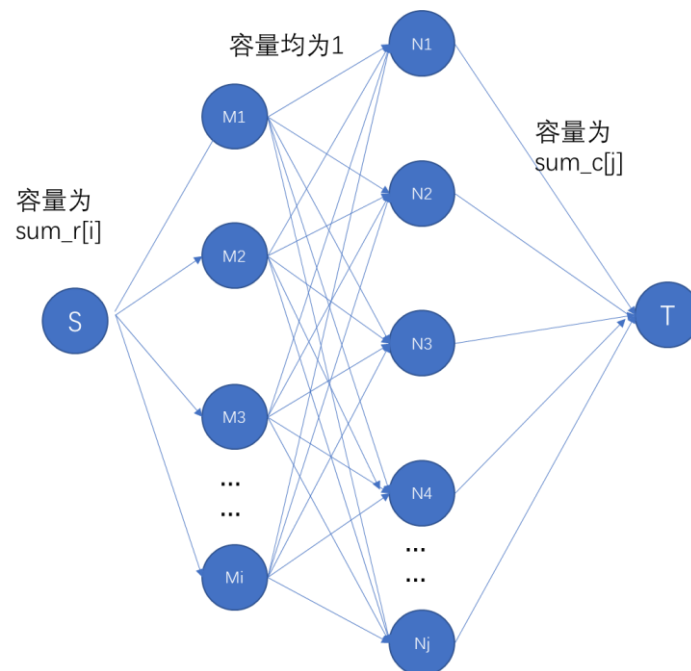 容量均为1
N1
M1
容量为
sum_c[j]
容量为
sum_r[i]
N2
M2
S
T
N3
M3
...
...
N4
...
...
Mi
Nj